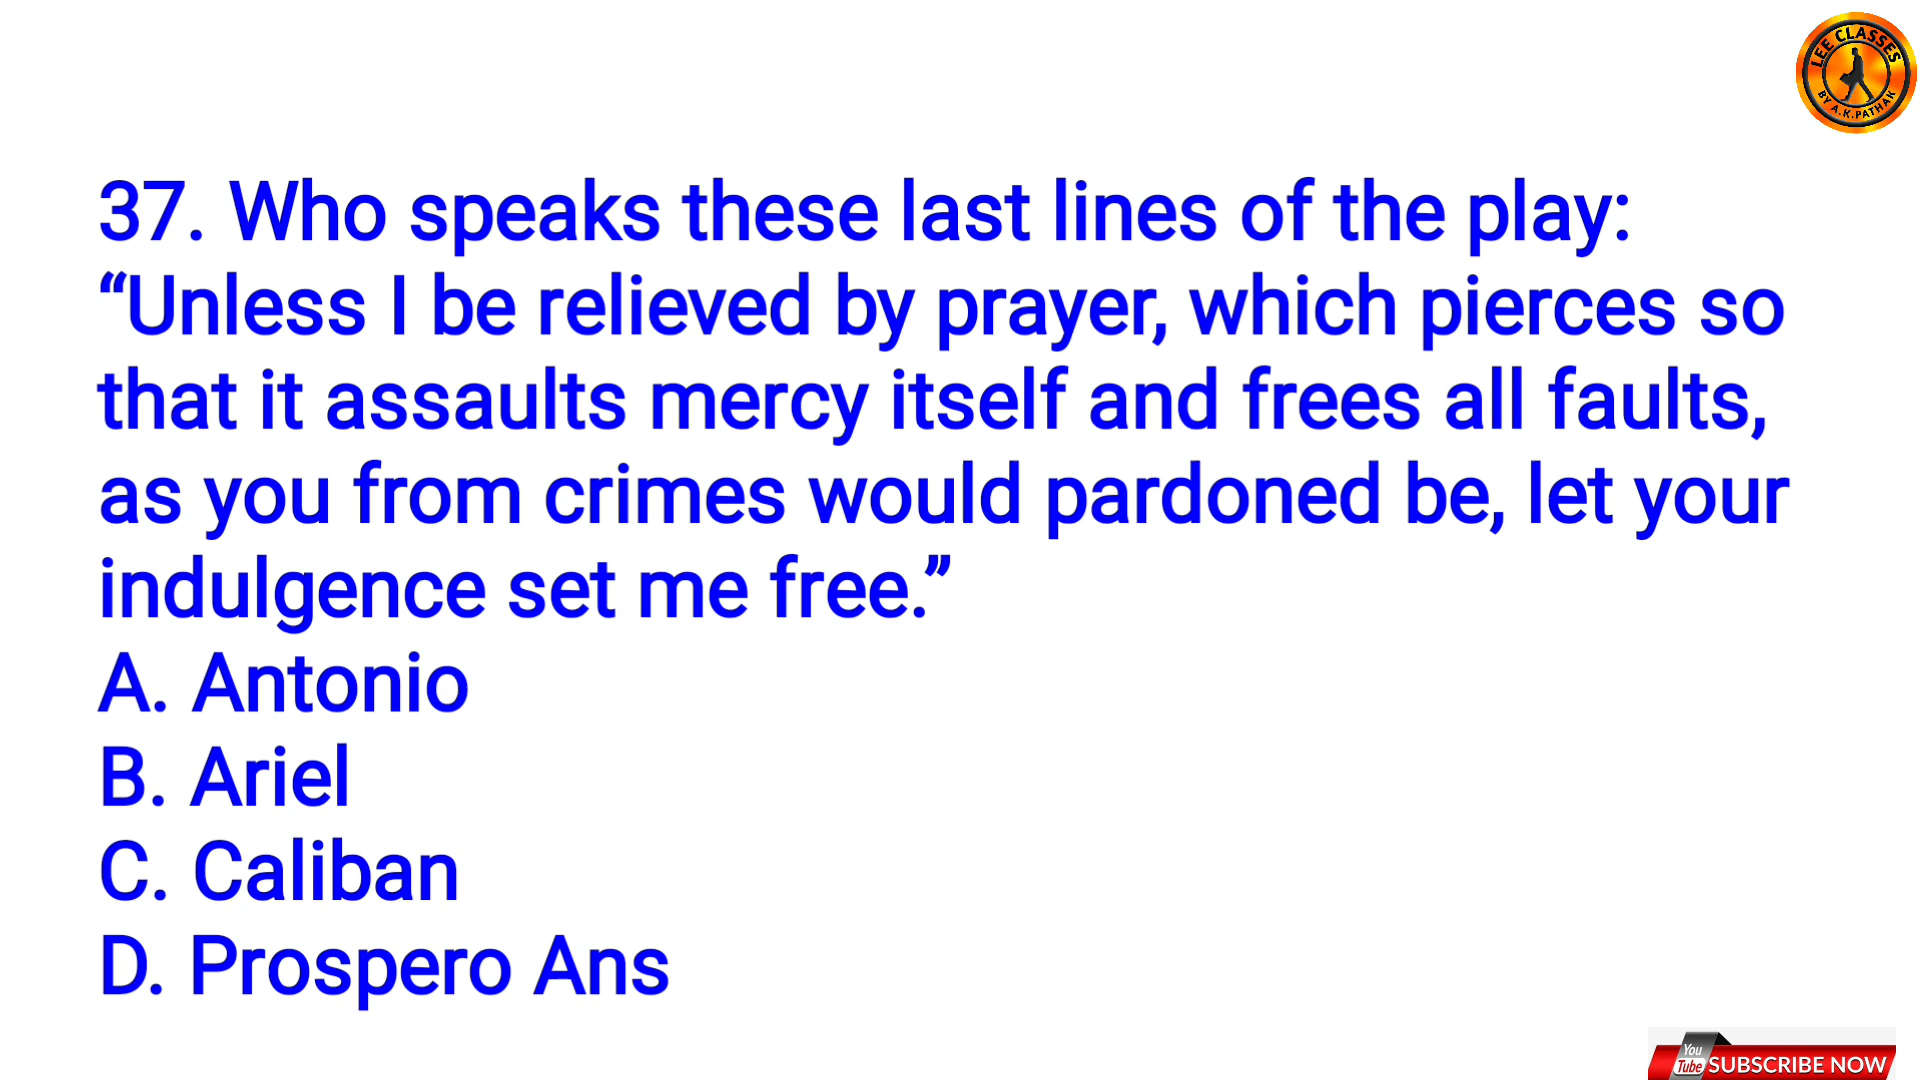 LEE CLASSES
BY A.K.PATHAK
37. Who speaks these last lines of the play:
“Unless I be relieved by prayer, which pierces so
that it assaults mercy itself and frees all faults,
as you from crimes would pardoned be, let your
indulgence set me free.”
A. Antonio
B. Ariel
C. Caliban
D. Prospero Ans
You
Tube
SUBSCRIBE NOW